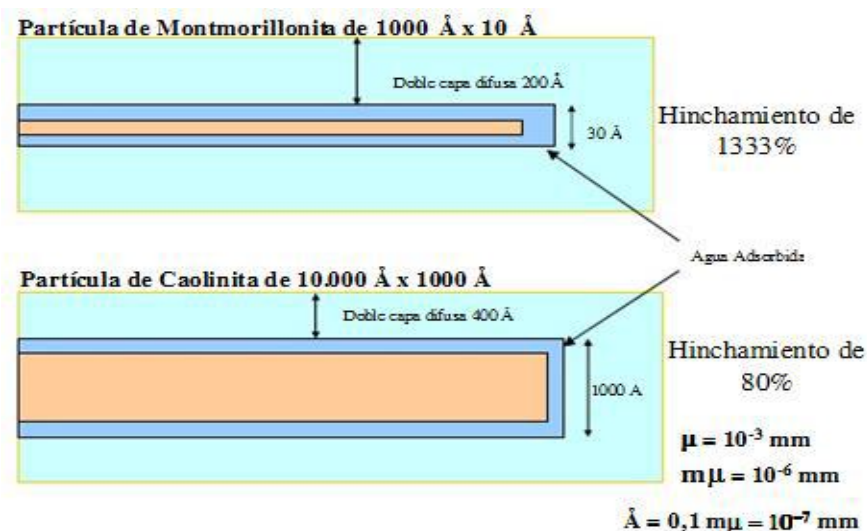 Partícula de Montmorillonita de 1000 Å x 10 Å
Doble capa difusa 200 Å
30 Å
Hinchamiento de
1333%
Agua Adsorbida
Partícula de Caolinita de 10.000 Å x 1000 Å
Doble capa difusa 400 Å
1000 A
Hinchamiento de
80%
µ = 10⁻³ mm
mµ = 10⁻⁶ mm
Å = 0,1 mµ = 10⁻⁷ mm